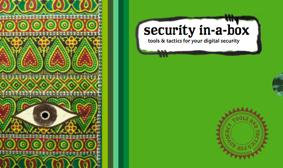 security in-a-box
tools & tactics for your digital security